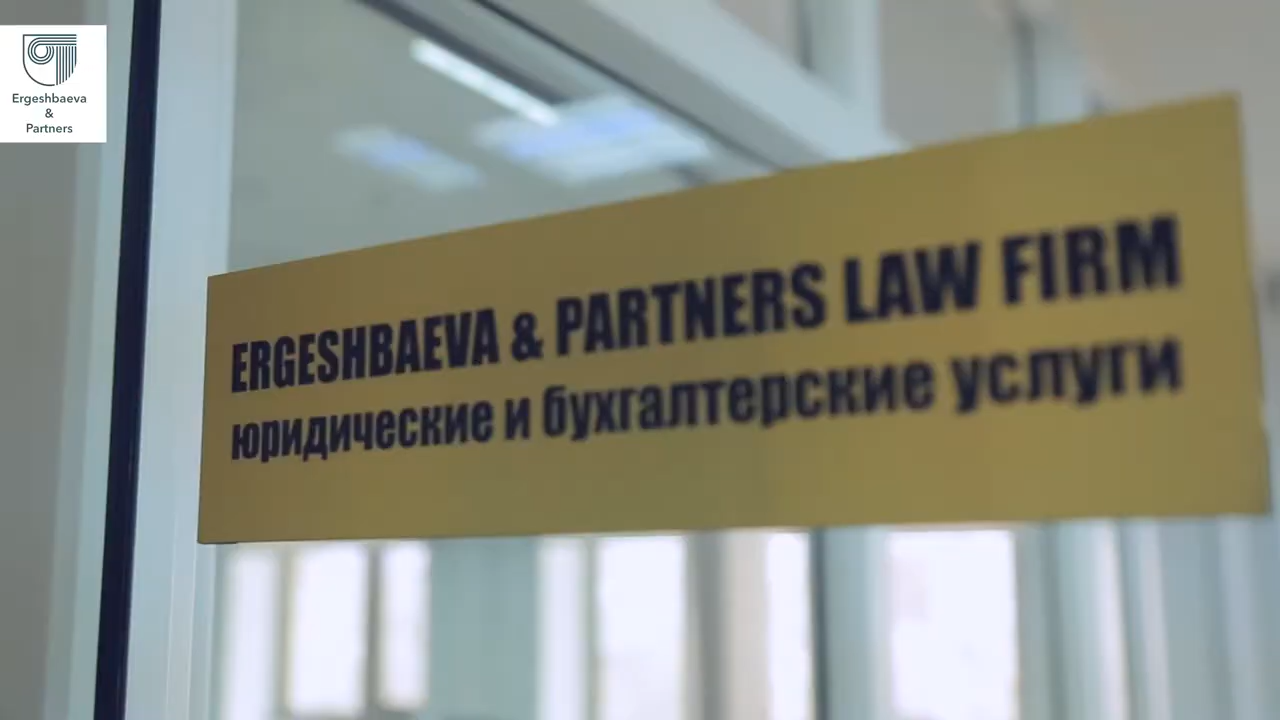 Ergeshbaeva
&
Partners
ERGESHBAEVA & PARTNERS LAW FIRM
юридические и бухгалтерские услуги